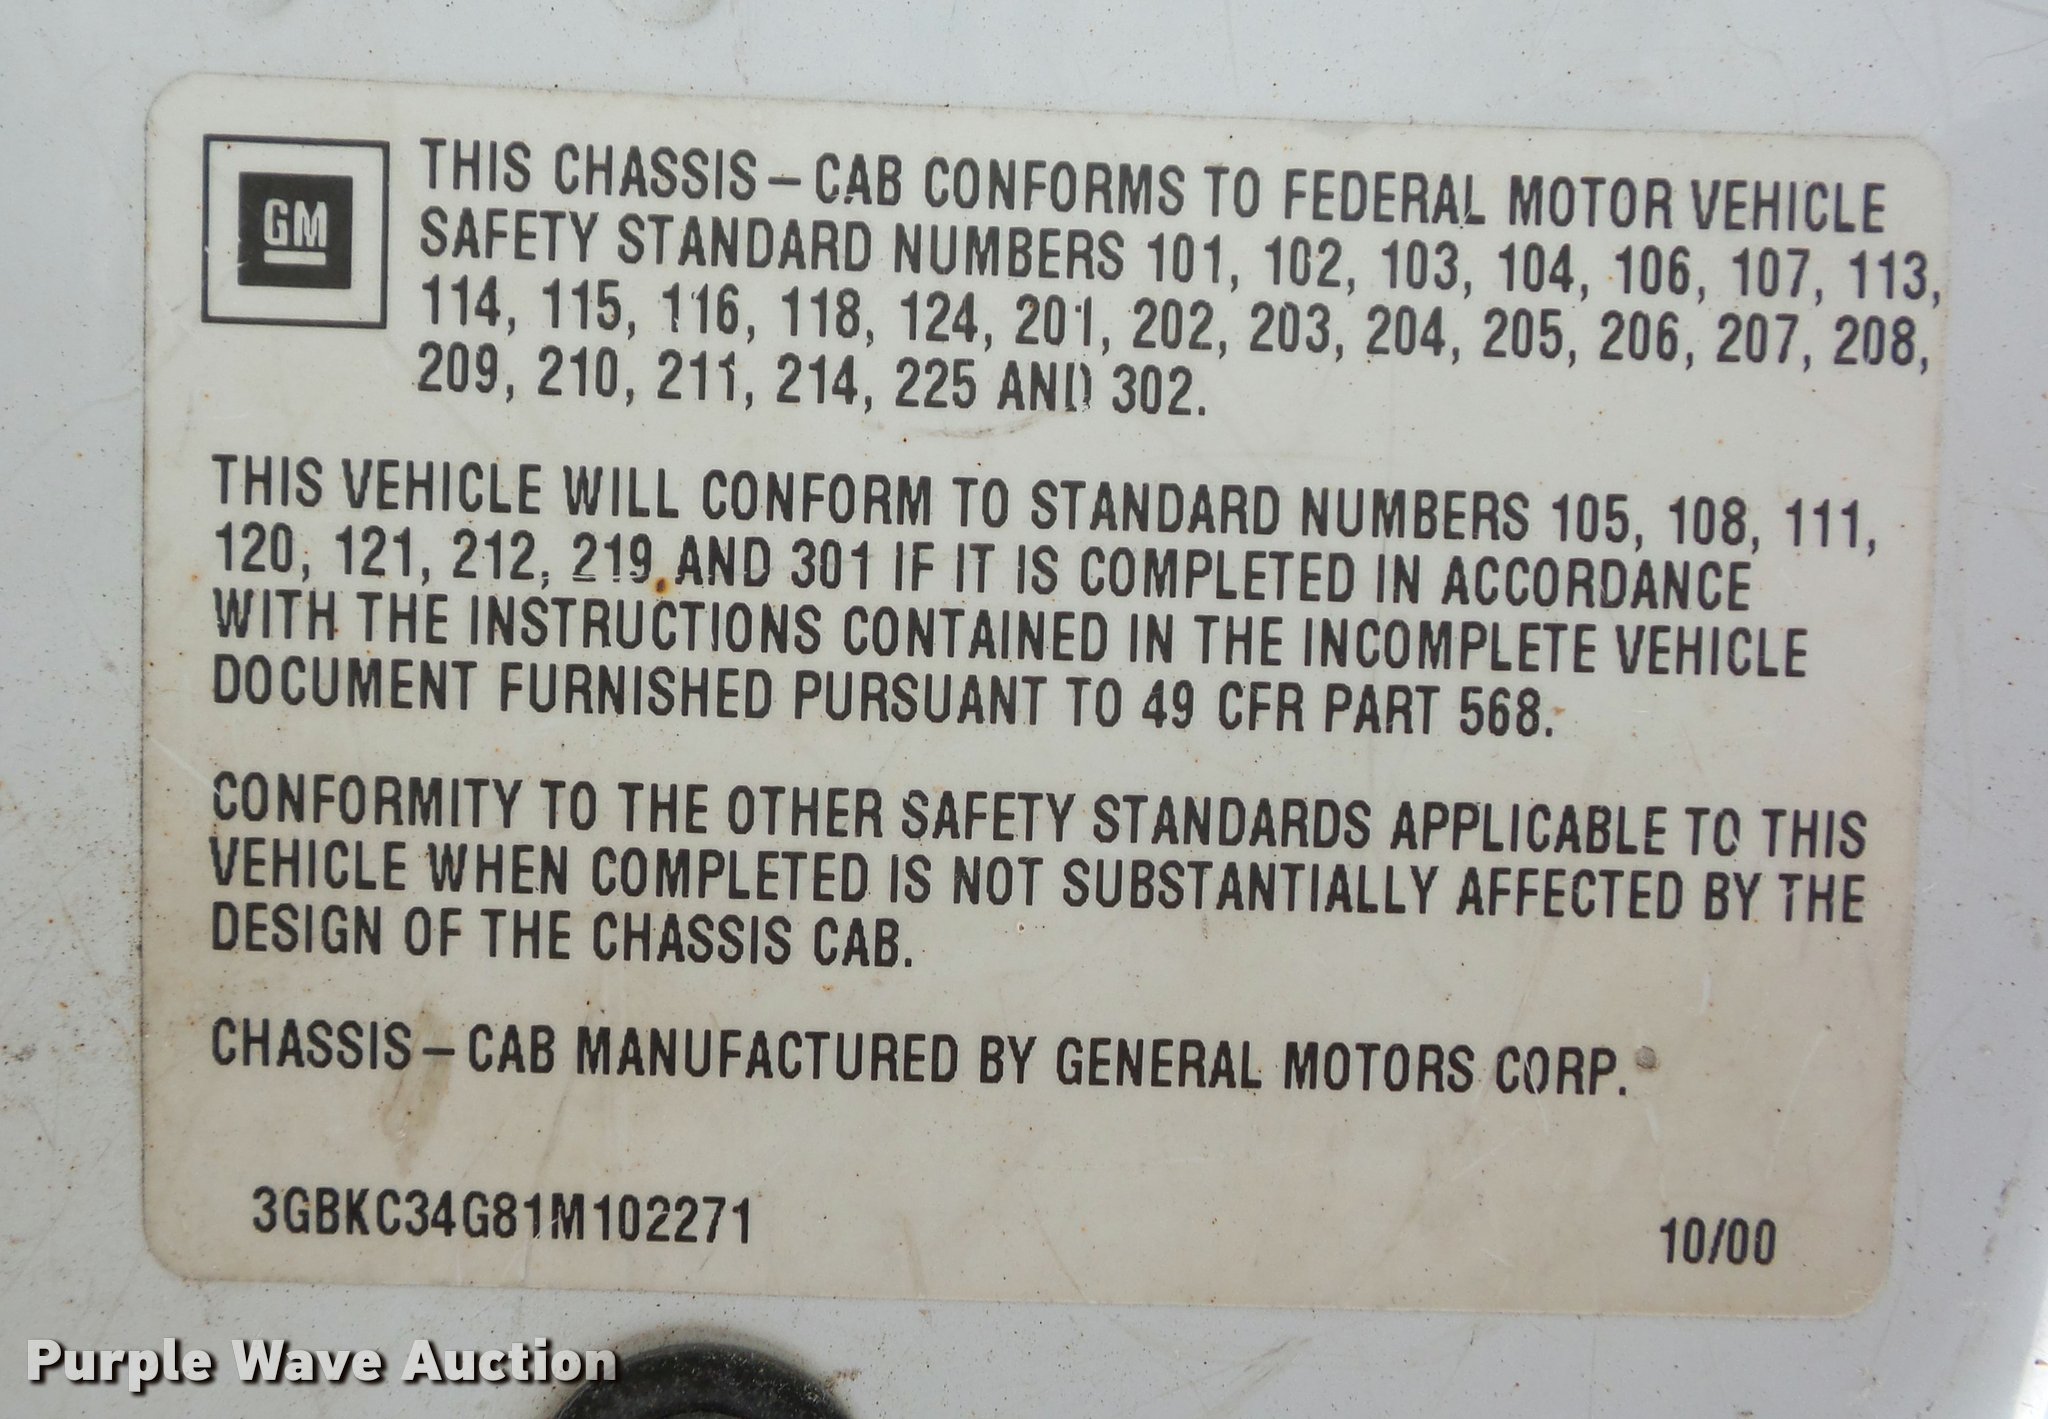 GM
THIS CHASSIS – CAB CONFORMS TO FEDERAL MOTOR VEHICLE
SAFETY STANDARD NUMBERS 101, 102, 103, 104, 106, 107, 113,
114, 115, 116, 118, 124, 201, 202, 203, 204, 205, 206, 207, 208,
209, 210, 211, 214, 225 AND 302.
THIS VEHICLE WILL CONFORM TO STANDARD NUMBERS 105, 108, 111,
120, 121, 212, 219 AND 301 IF IT IS COMPLETED IN ACCORDANCE
WITH THE INSTRUCTIONS CONTAINED IN THE INCOMPLETE VEHICLE
DOCUMENT FURNISHED PURSUANT TO 49 CFR PART 568.
CONFORMITY TO THE OTHER SAFETY STANDARDS APPLICABLE TO THIS
VEHICLE WHEN COMPLETED IS NOT SUBSTANTIALLY AFFECTED BY THE
DESIGN OF THE CHASSIS CAB.
CHASSIS – CAB MANUFACTURED BY GENERAL MOTORS CORP.
3GBKC34G81M102271 10/00
Purple Wave Auction